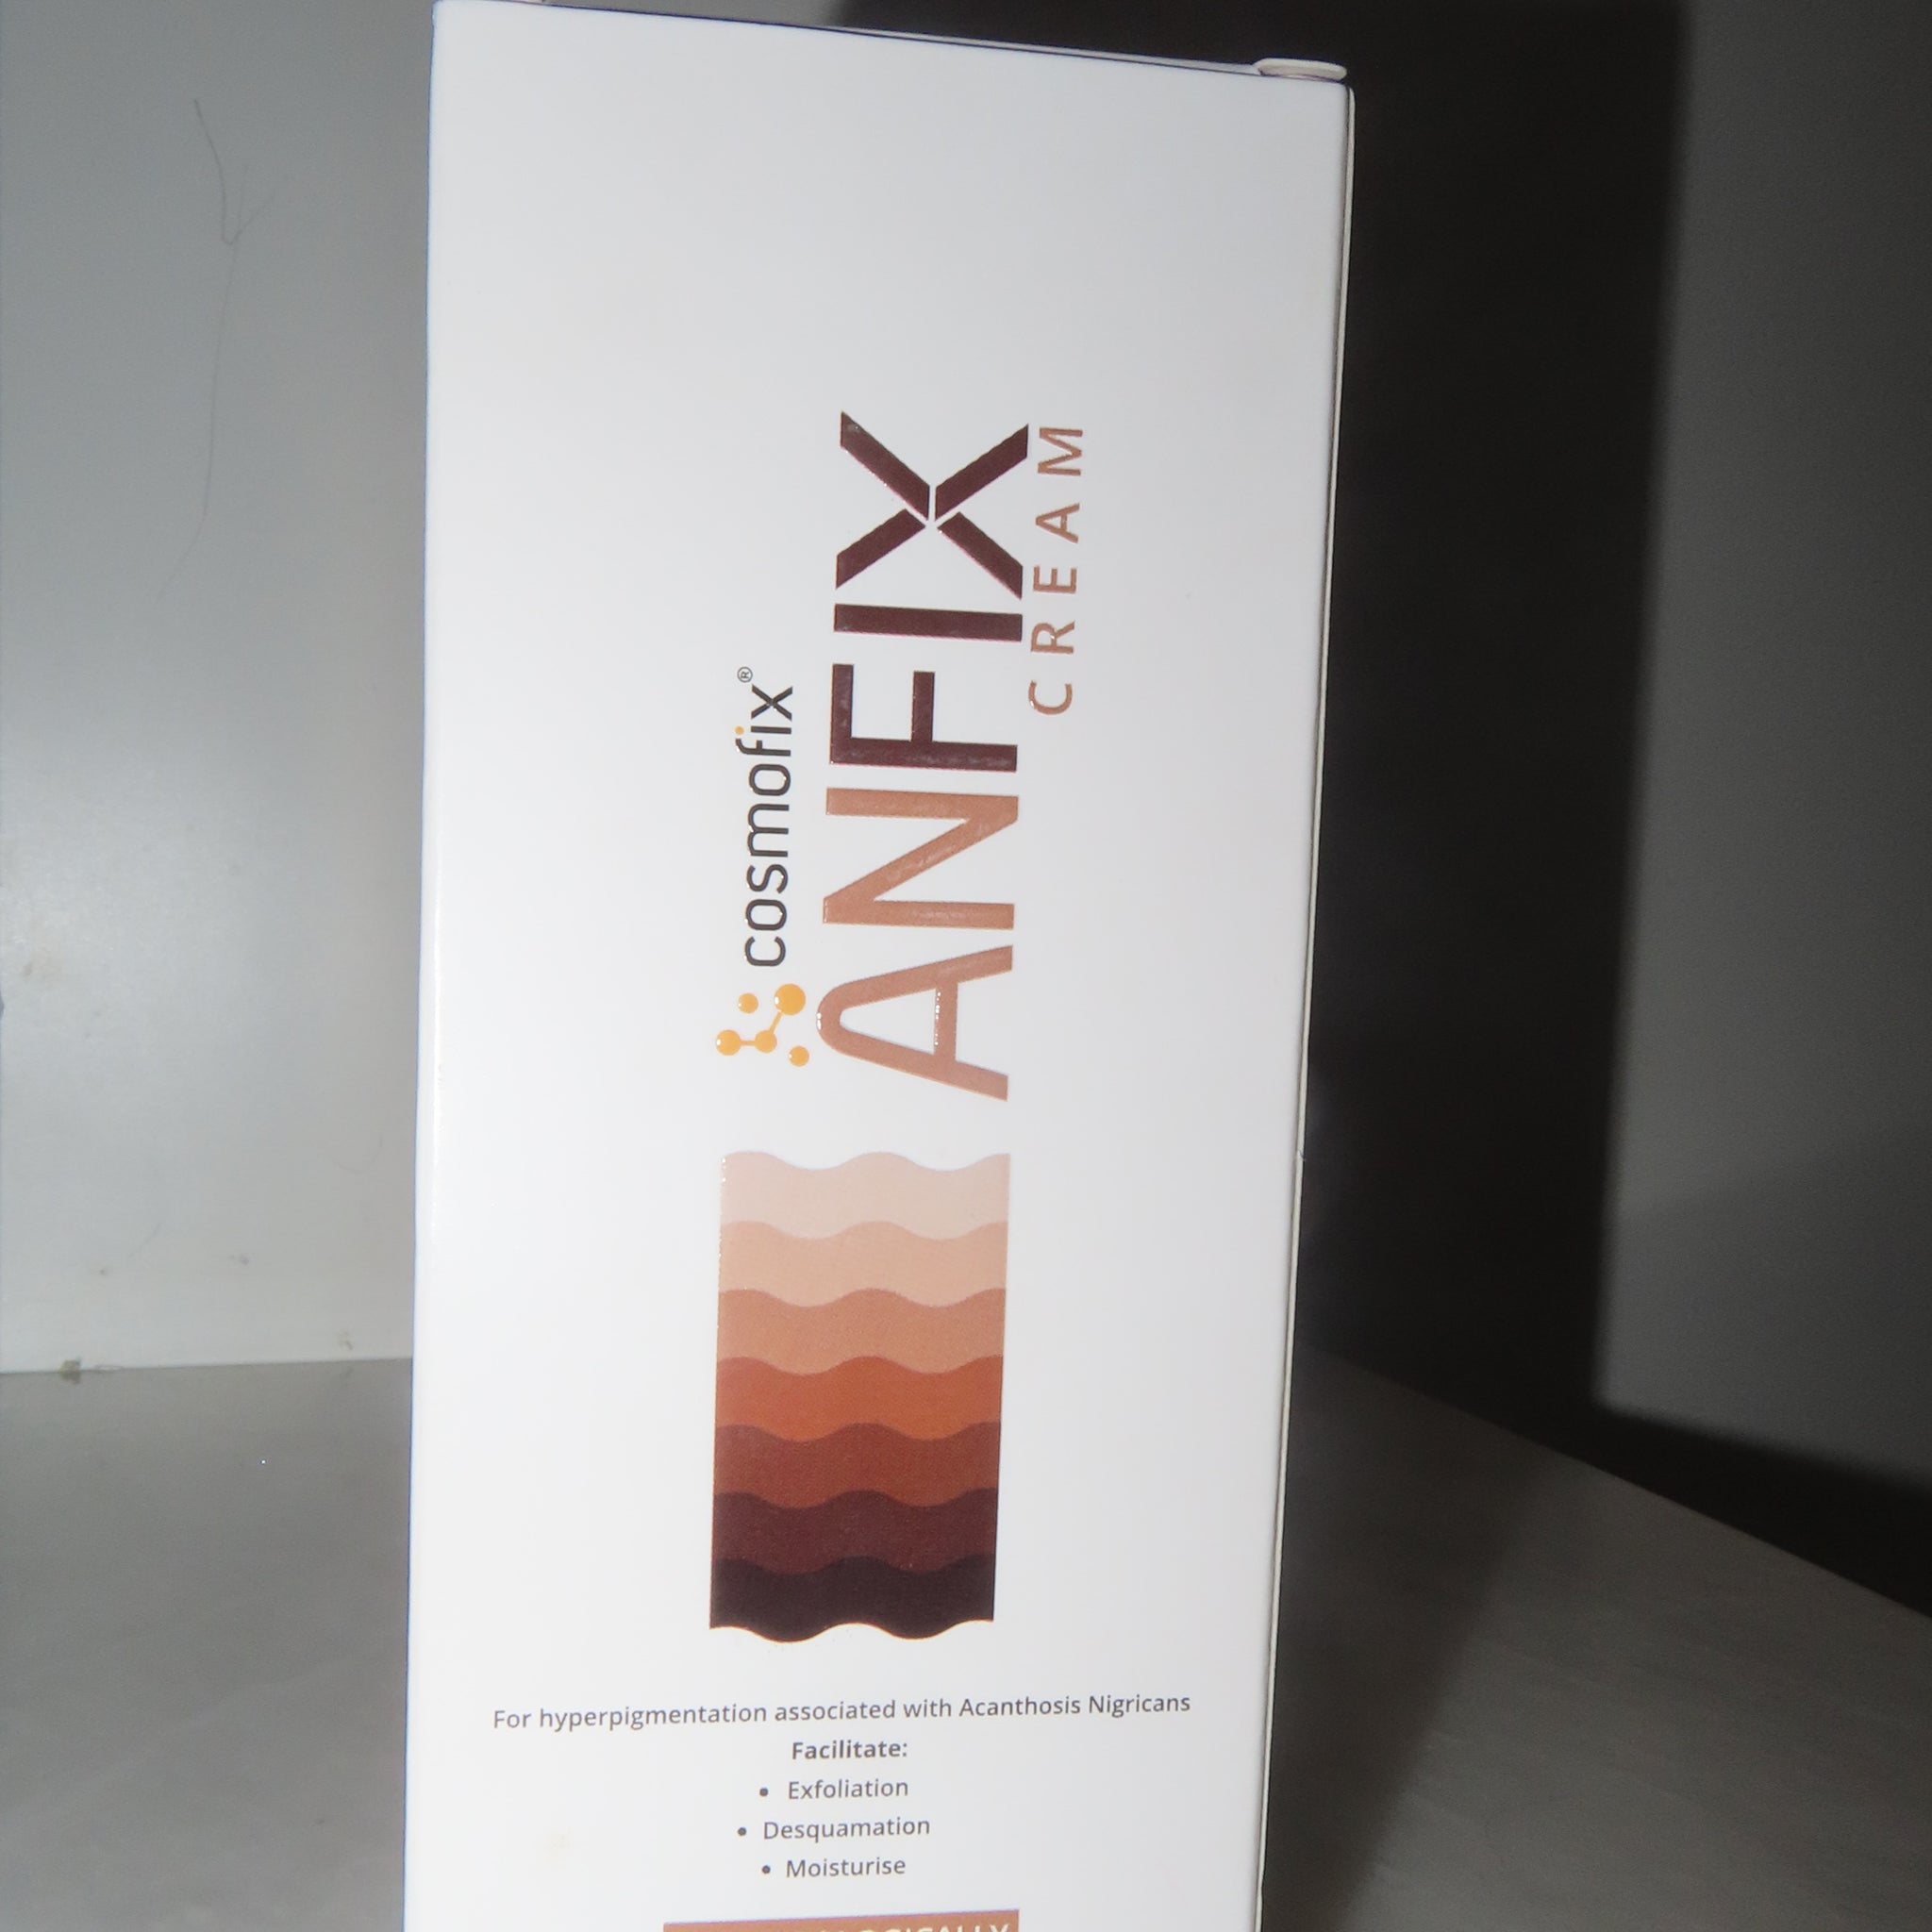 cosmofix®
ANFIX
CREAM
For hyperpigmentation associated with Acanthosis Nigricans
Facilitate:
• Exfoliation
• Desquamation
• Moisturise